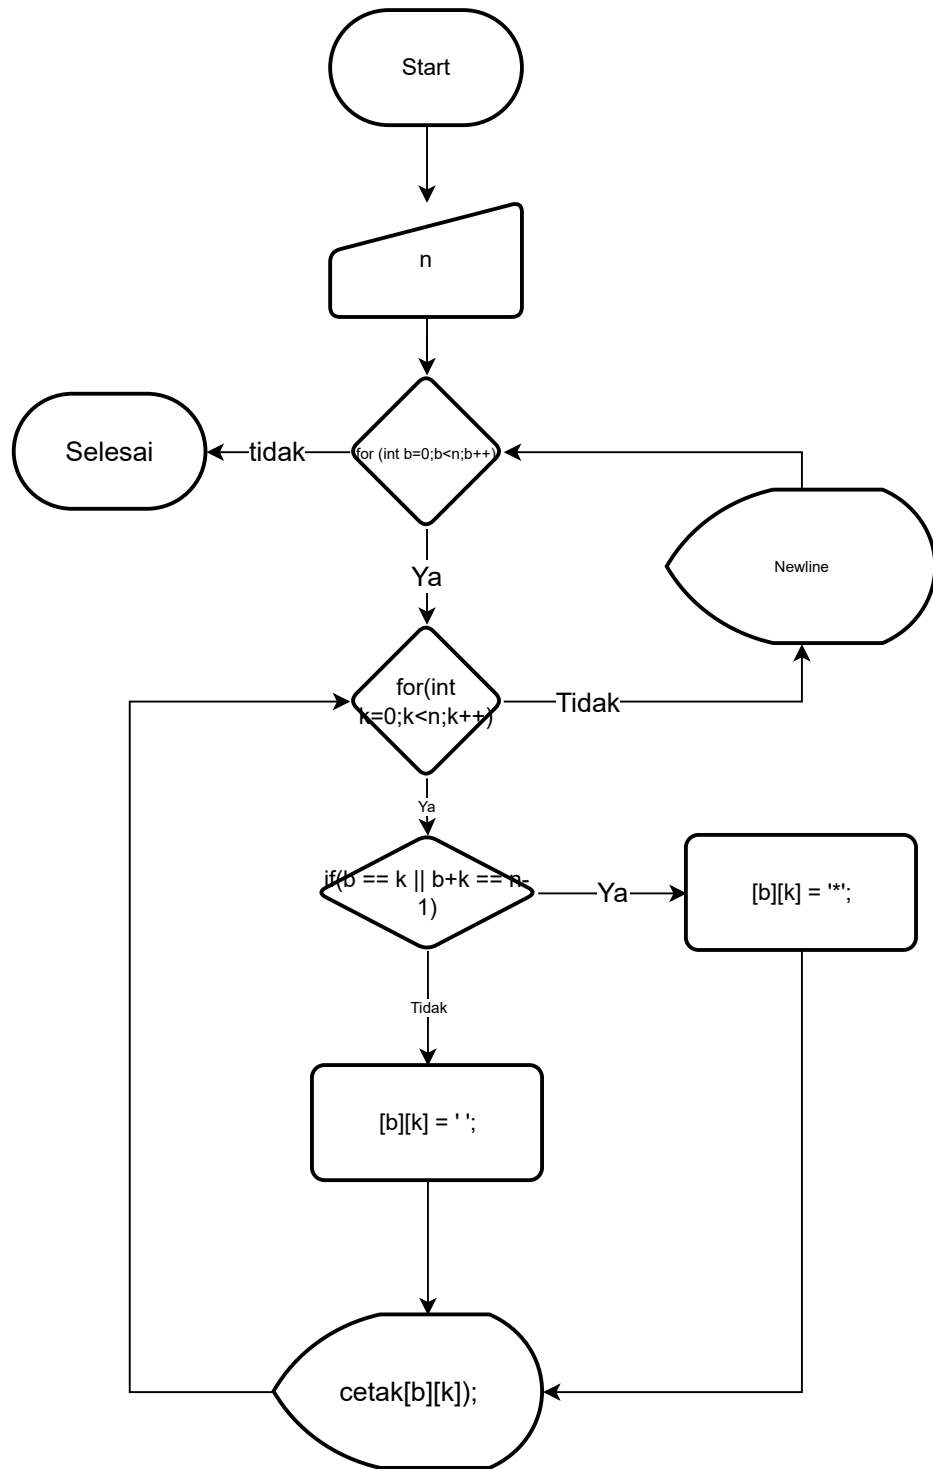 Start
n
for (int b=0;b<n;b++)
tidak
Selesai
Ya
Newline
for(int
k=0;k<n;k++)
Tidak
Ya
if(b == k || b+k == n-
1)
Ya
[b][k] = '*';
Tidak
[b][k] = ' ';
cetak[b][k]);